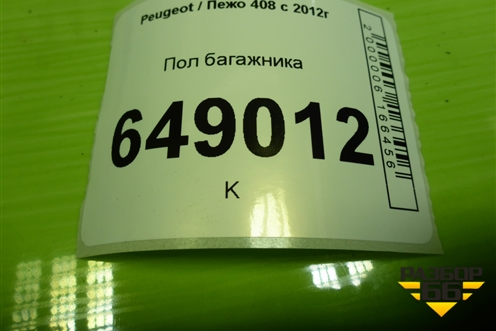 Peugeot / Пежо 408 с 2012г
Пол багажника
649012
К
2000006166456
РАЗБОР
66